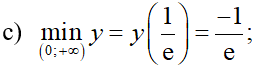 c) min y = y(1/e) = -1/e;
(0;+∞)